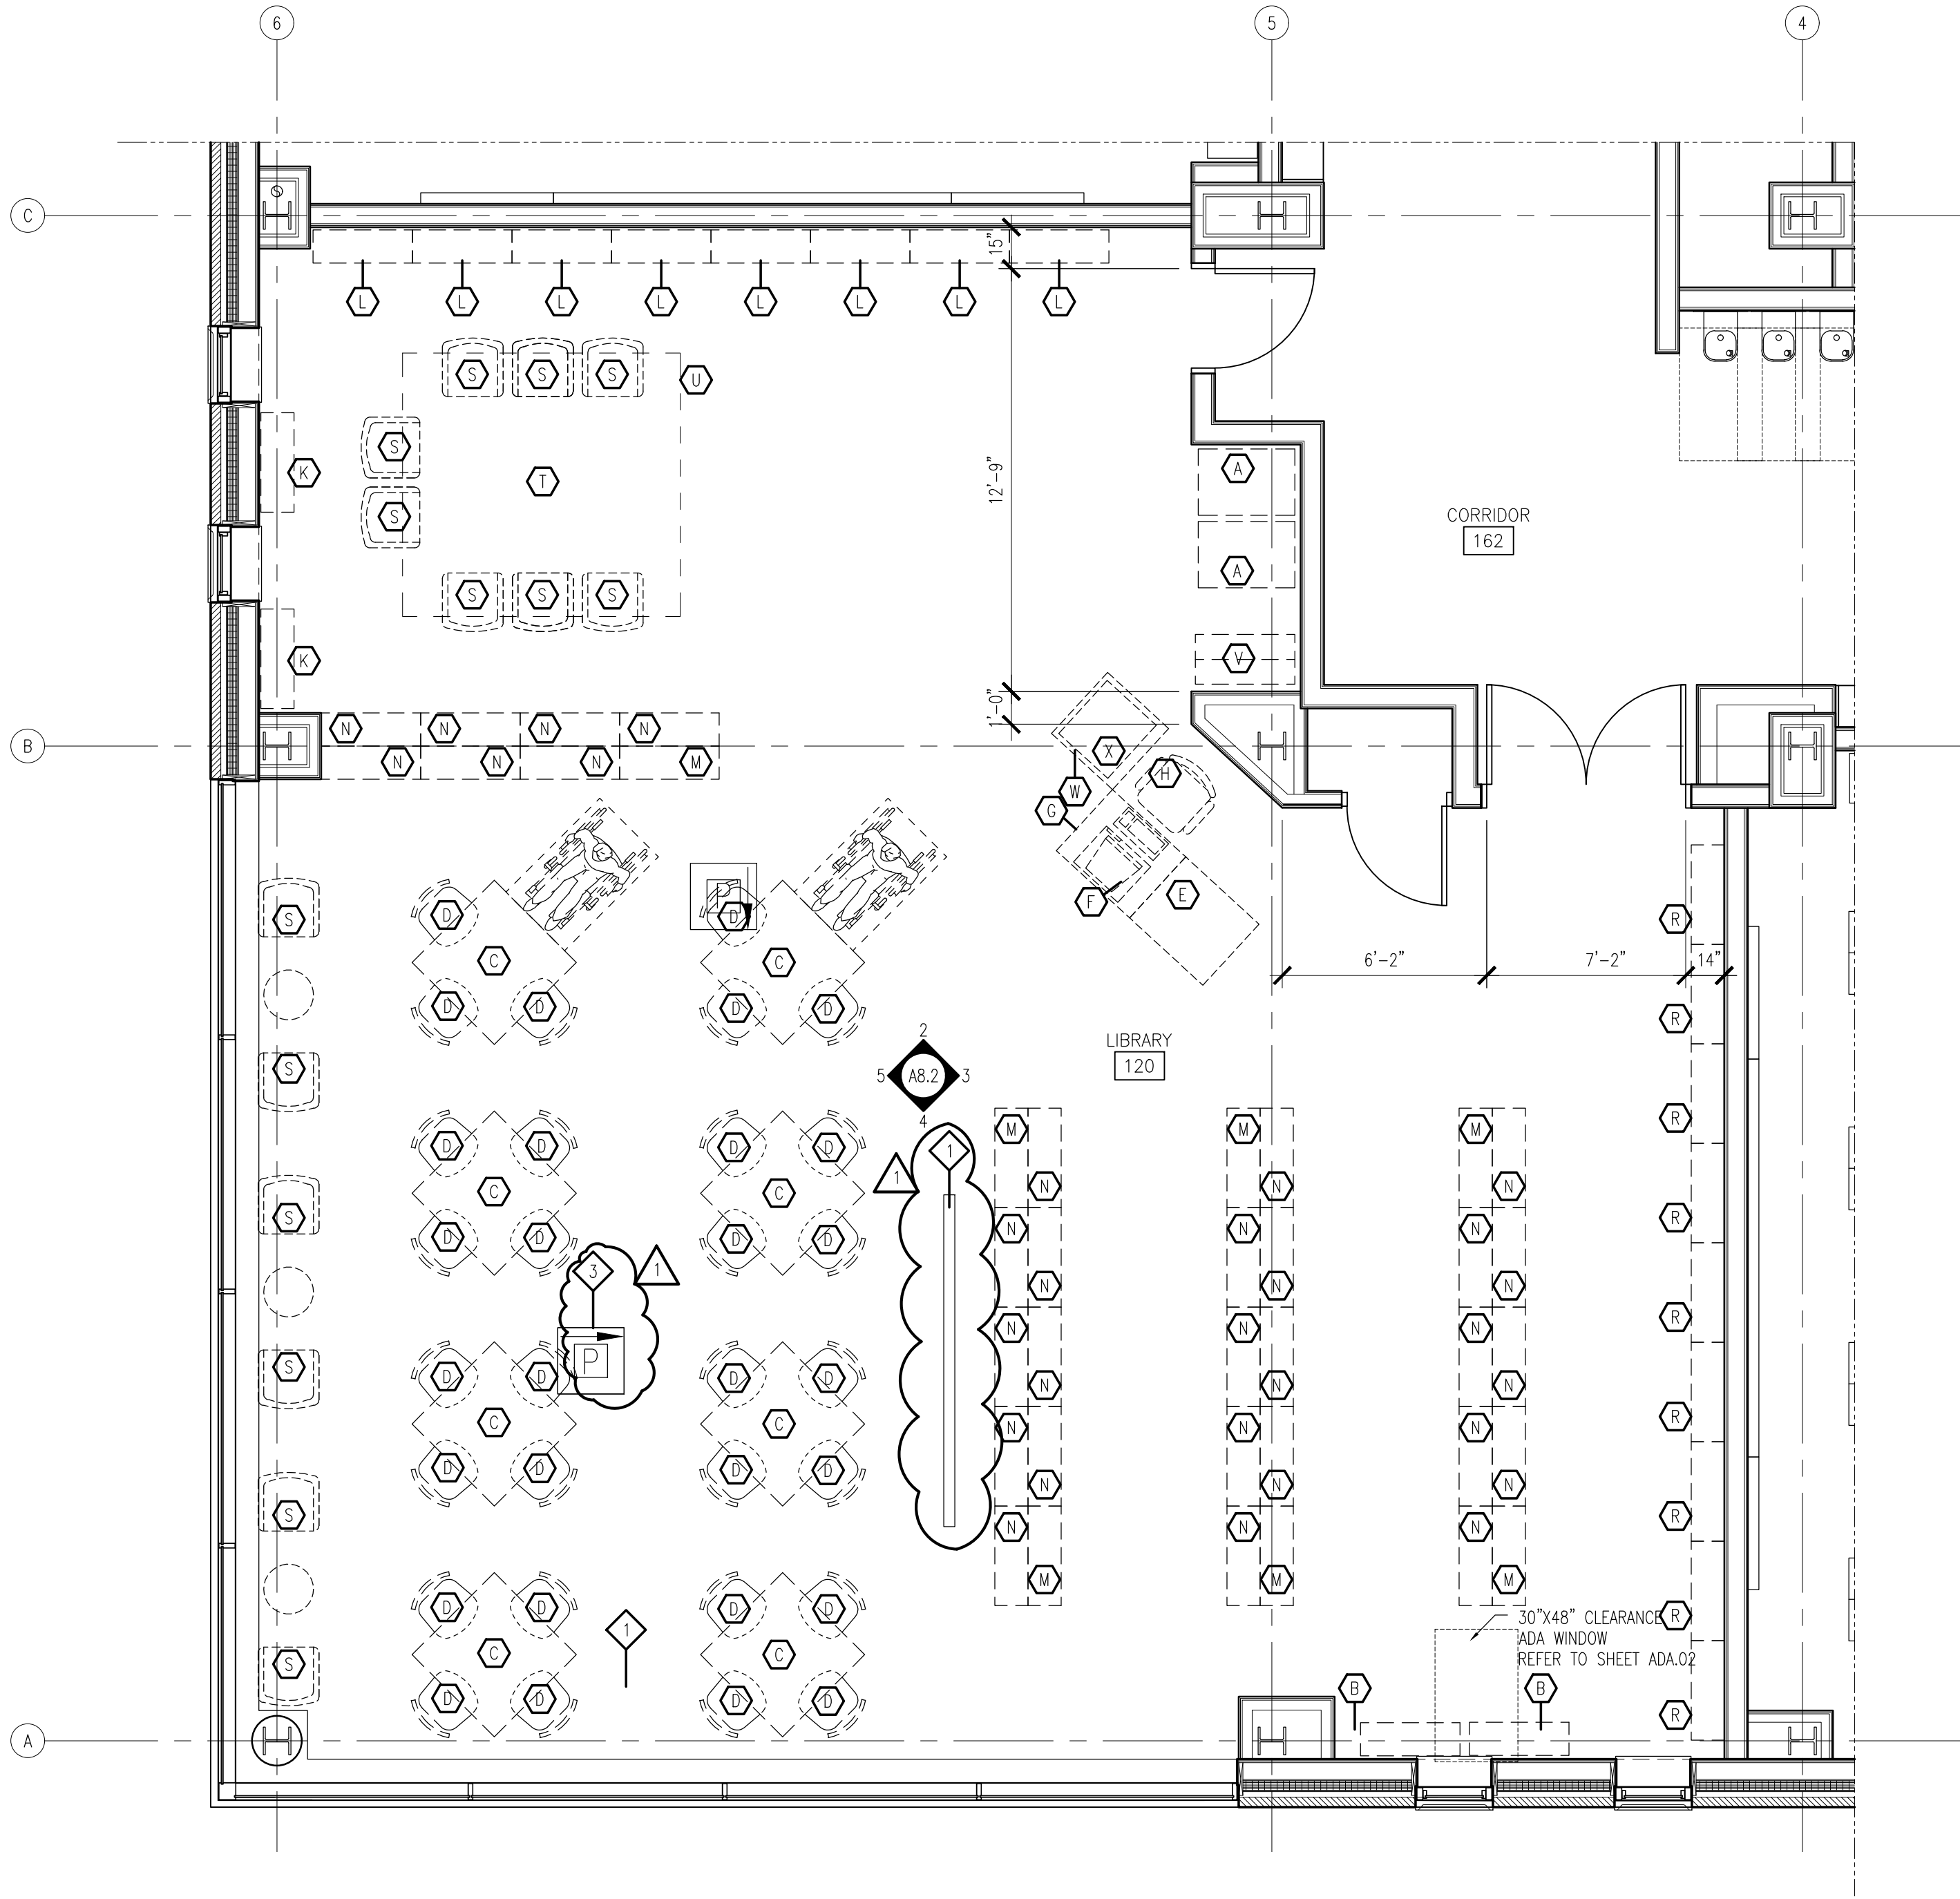 6 5 4
C
15"
L L L L L L L L
S S S U
12'-9"
K S T
A
S
CORRIDOR
162
A
S S S
K V
1'-0"
N N N N
B
N N N M
X
H
W
G
F E
D P D
S R
C C
6'-2" 7'-2" 14"
D D D D
R
2
LIBRARY
5 A8.2 3
120
S
4
M M M R
D D D D 1
1
C C N N N
S R
N N N
D D D D
3 1
N N N
R
N N N
P
S D D D D N N N
R
C C N N N
D D D D N N N
S R
N N N
M M M
D D D D
30"X48" CLEARANCE R
ADA WINDOW
REFER TO SHEET ADA.02
1
S C C
D D D D
B B
R
A